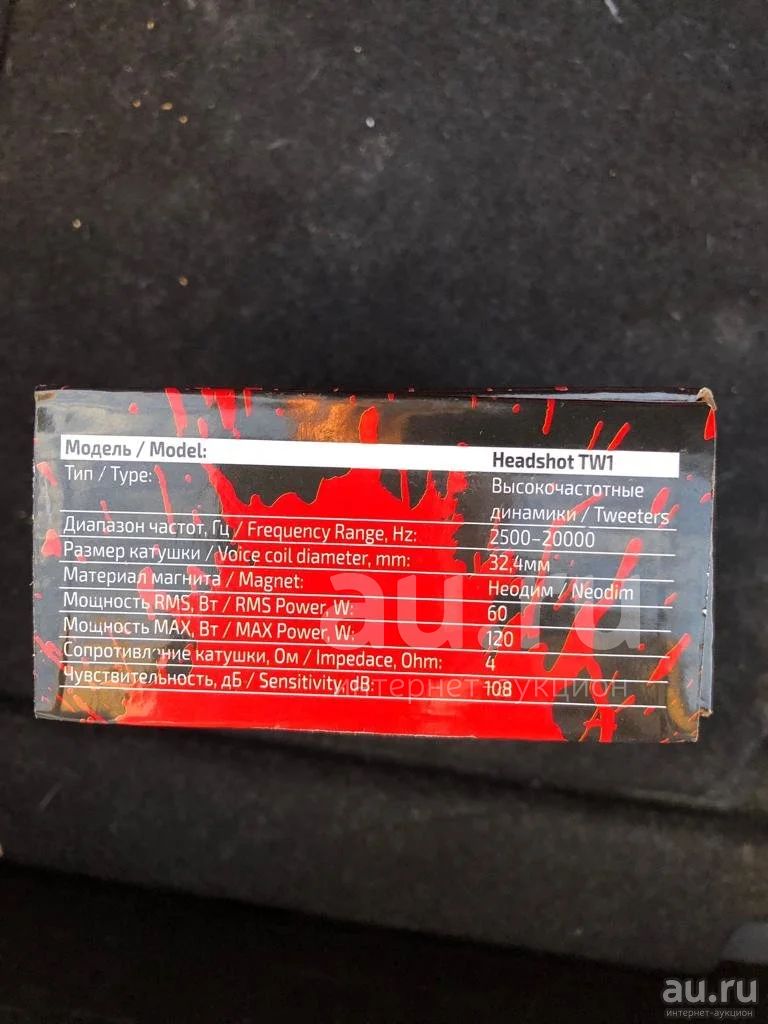 Модель / Model: Headshot TW1
Тип / Type: Высокочастотные
динамики / Tweeters
Диапазон частот, Гц / Frequency Range, Hz: 2500-20000
Размер катушки / Voice coil diameter, mm: 32,4мм
Материал магнита / Magnet: Неодим / Neodim
Мощность RMS, Вт / RMS Power, W: 60
Мощность MAX, Вт / MAX Power, W: 120
Сопротивление катушки, Ом / Impedace, Ohm: 4
Чувствительность, дБ / Sensitivity, dB: 108
au.ru
интернет-аукцион
au.ru
интернет-аукцион